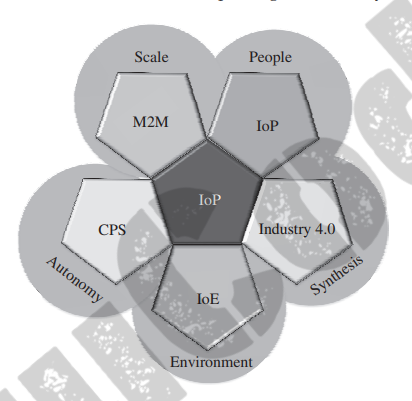 Scale
People
M2M
IoP
IoP
CPS
Industry 4.0
Autonomy
Synthesis
IoE
Environment